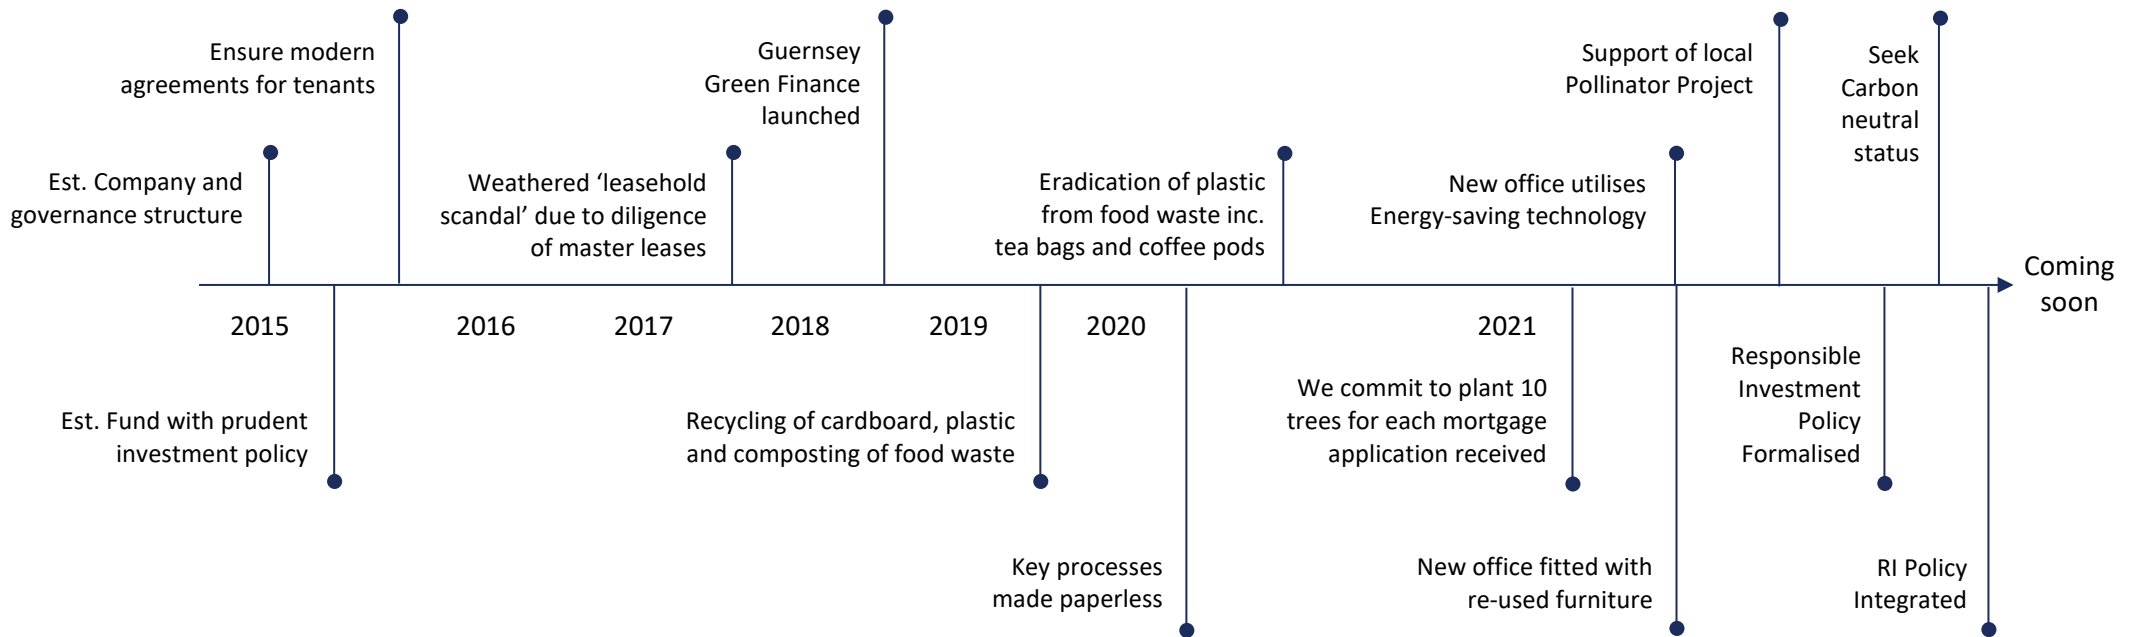 Ensure modern
agreements for tenants
Guernsey
Green Finance
launched
Support of local
Pollinator Project
Seek
Carbon
neutral
status
Est. Company and
governance structure
Weathered ‘leasehold
scandal’ due to diligence
of master leases
Eradication of plastic
from food waste inc.
tea bags and coffee pods
New office utilises
Energy-saving technology
Coming
soon
2015
2016
2017
2018
2019
2020
2021
Est. Fund with prudent
investment policy
Recycling of cardboard, plastic
and composting of food waste
We commit to plant 10
trees for each mortgage
application received
Responsible
Investment
Policy
Formalised
Key processes
made paperless
New office fitted with
re-used furniture
RI Policy
Integrated